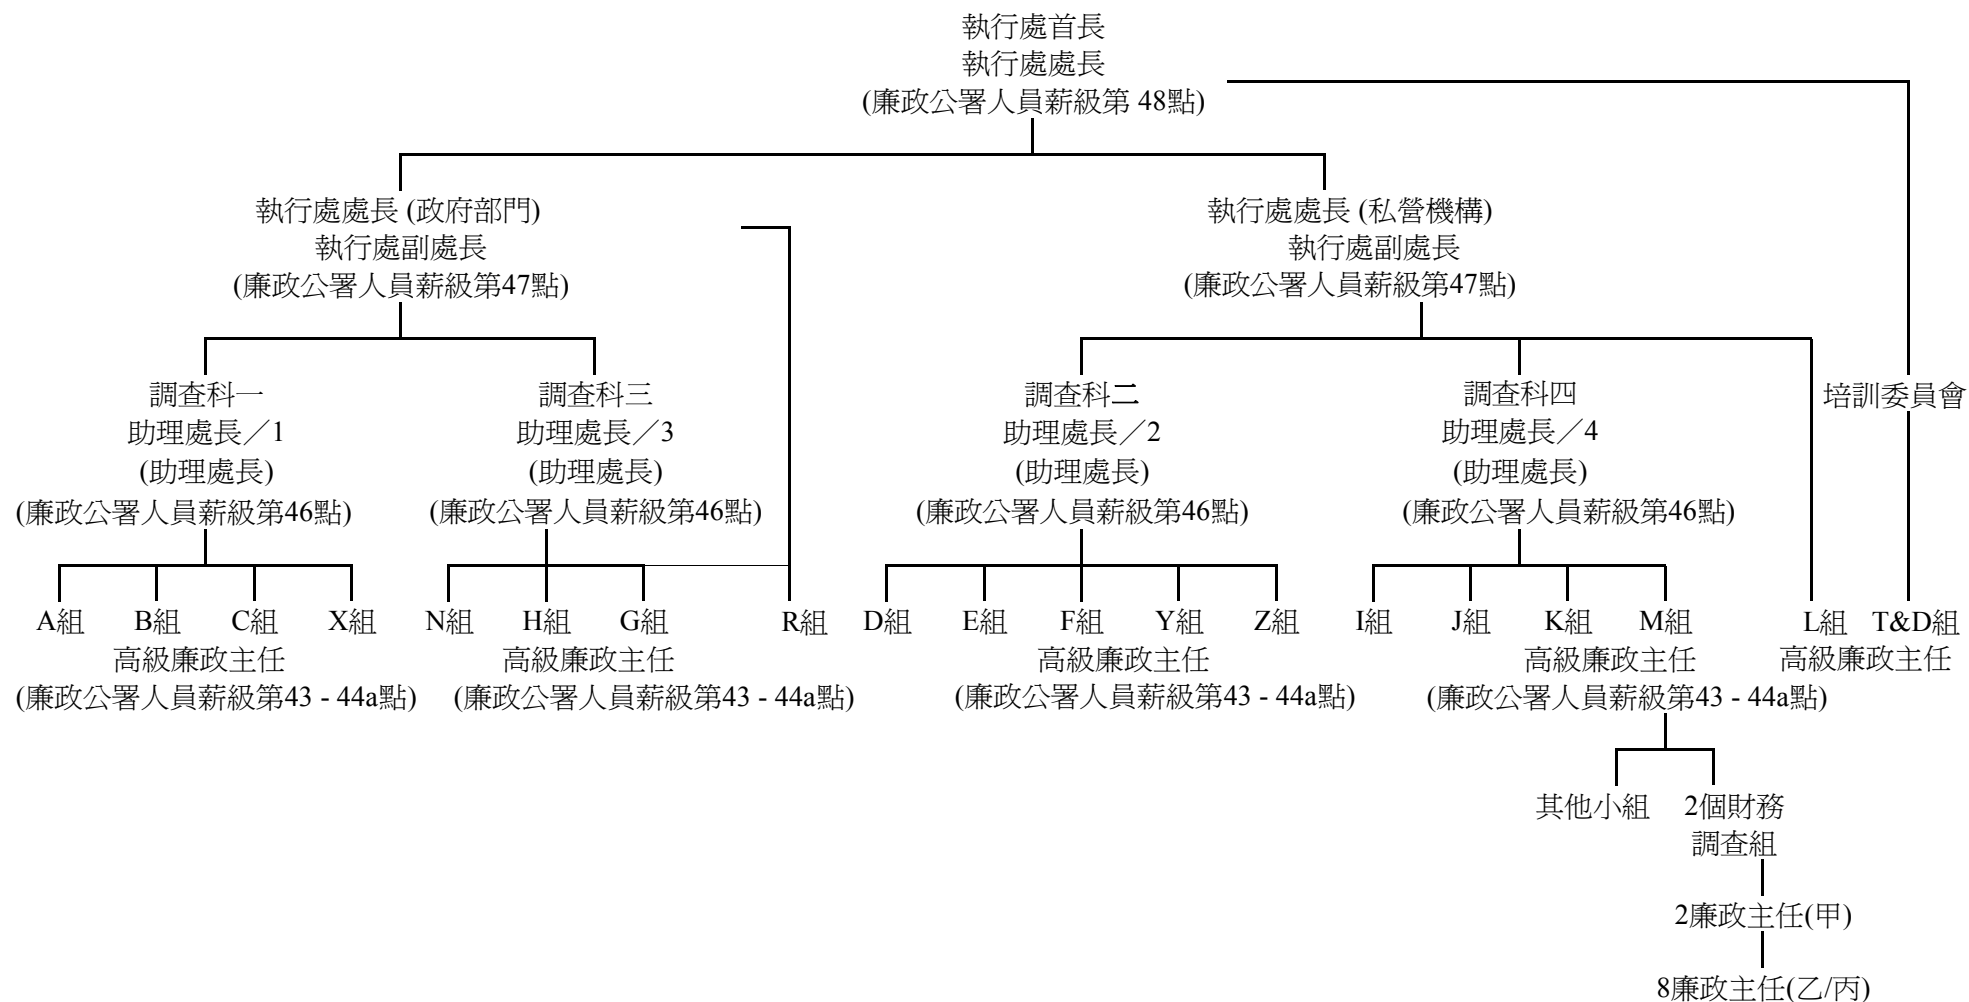 執行處首長
執行處處長
(廉政公署人員薪級第 48點)
執行處處長 (政府部門)
執行處副處長
(廉政公署人員薪級第47點)
執行處處長 (私營機構)
執行處副處長
(廉政公署人員薪級第47點)
調查科一
助理處長／1
(助理處長)
(廉政公署人員薪級第46點)
調查科三
助理處長／3
(助理處長)
(廉政公署人員薪級第46點)
調查科二
助理處長／2
(助理處長)
(廉政公署人員薪級第46點)
調查科四
助理處長／4
(助理處長)
(廉政公署人員薪級第46點)
培訓委員會
A組 B組 C組 X組
高級廉政主任
(廉政公署人員薪級第43 - 44a點)
N組 H組 G組 R組
高級廉政主任
(廉政公署人員薪級第43 - 44a點)
D組 E組 F組 Y組 Z組
高級廉政主任
(廉政公署人員薪級第43 - 44a點)
I組 J組 K組 M組
高級廉政主任
(廉政公署人員薪級第43 - 44a點)
L組 T&D組
高級廉政主任
其他小組
2個財務
調查組
2廉政主任(甲)
8廉政主任(乙/丙)